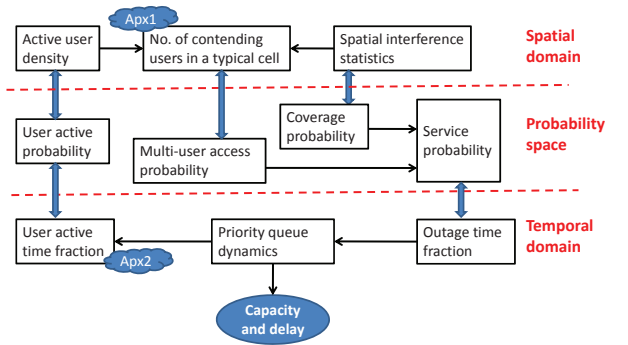 Apx1
Active user
density
No. of contending
users in a typical cell
Spatial interference
statistics
Spatial
domain
User active
probability
Multi-user access
probability
Coverage
probability
Service
probability
Probability
space
User active
time fraction
Apx2
Priority queue
dynamics
Outage time
fraction
Temporal
domain
Capacity
and delay